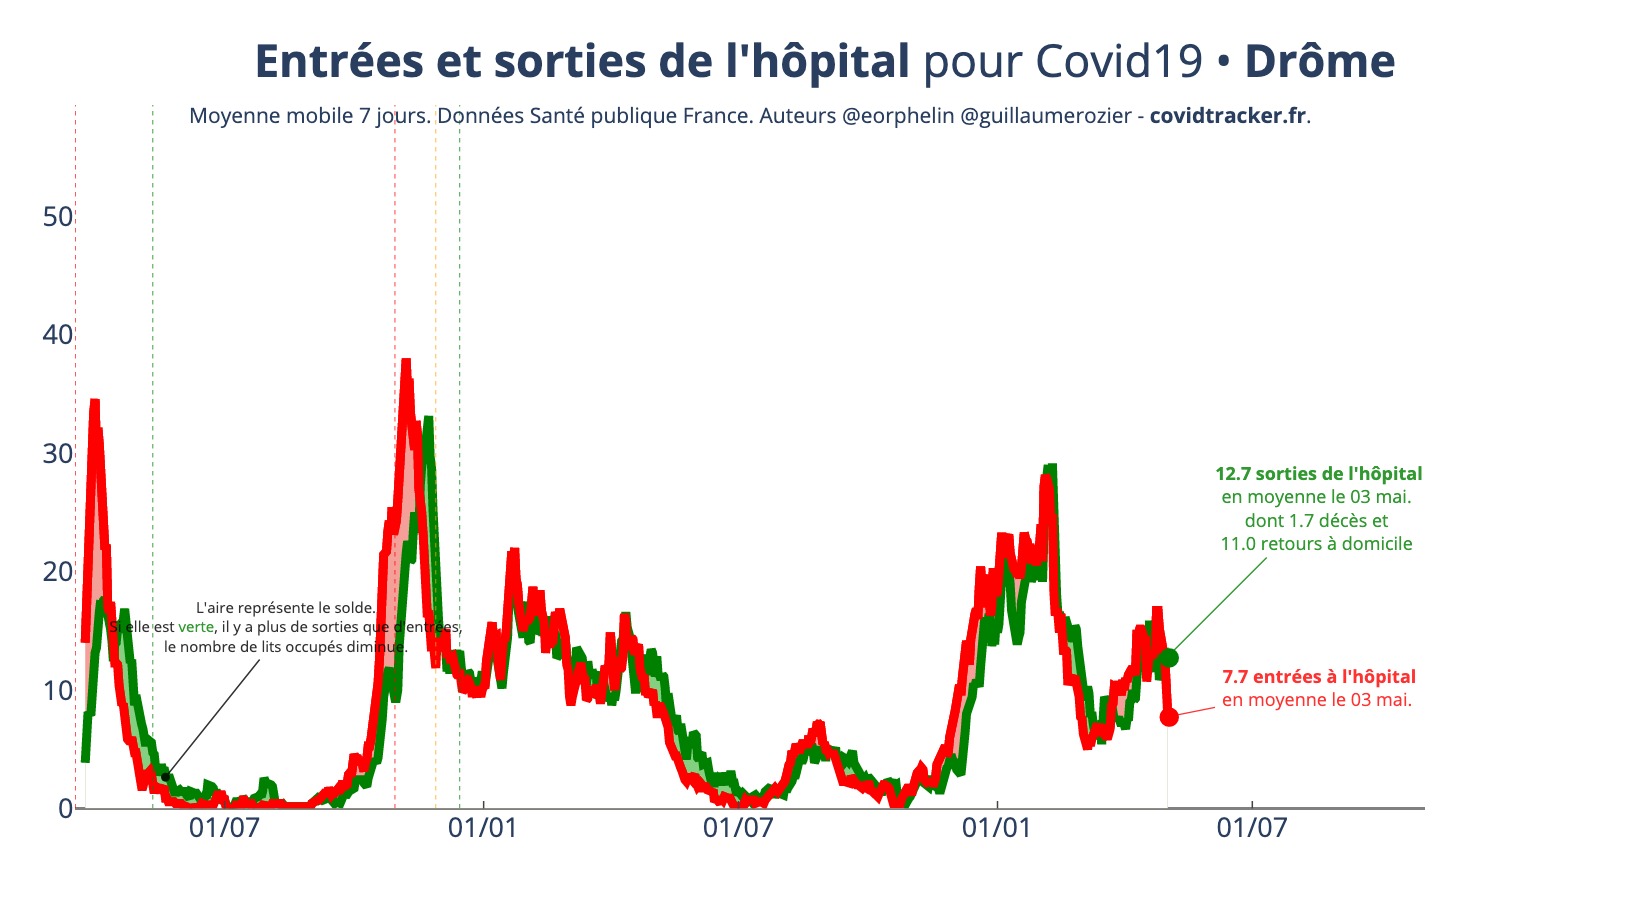 Entrées et sorties de l'hôpital pour Covid19 • Drôme
Moyenne mobile 7 jours. Données Santé publique France. Auteurs @eorphelin @guillaumerozier - covidtracker.fr.
50
40
30
20
10
0
L'aire représente le solde.
Si elle est verte, il y a plus de sorties que d'entrées,
le nombre de lits occupés diminue.
12.7 sorties de l'hôpital
en moyenne le 03 mai.
dont 1.7 décès et
11.0 retours à domicile
7.7 entrées à l'hôpital
en moyenne le 03 mai.
01/07
01/01
01/07
01/01
01/07